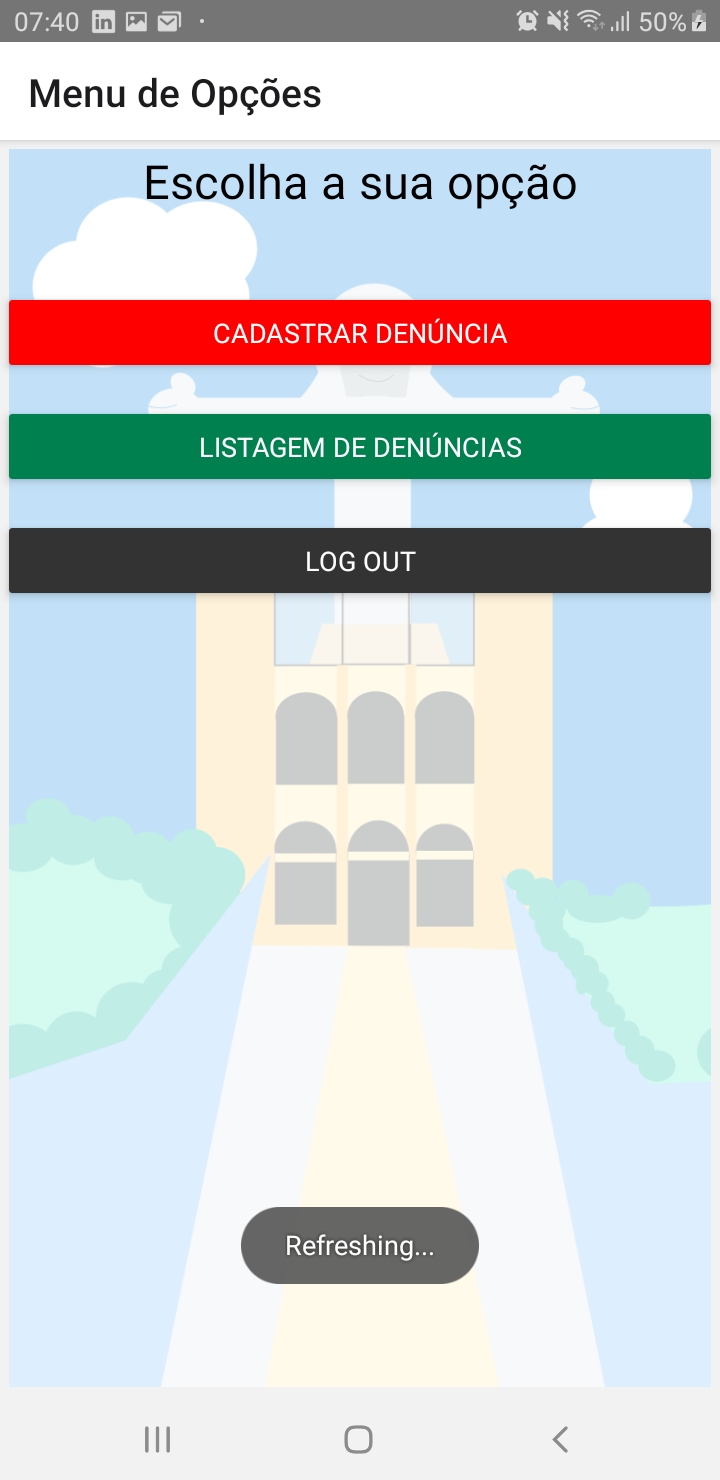 07:40
50%
Menu de Opções
Escolha a sua opção
CADASTRAR DENÚNCIA
LISTAGEM DE DENÚNCIAS
LOG OUT
Refreshing...